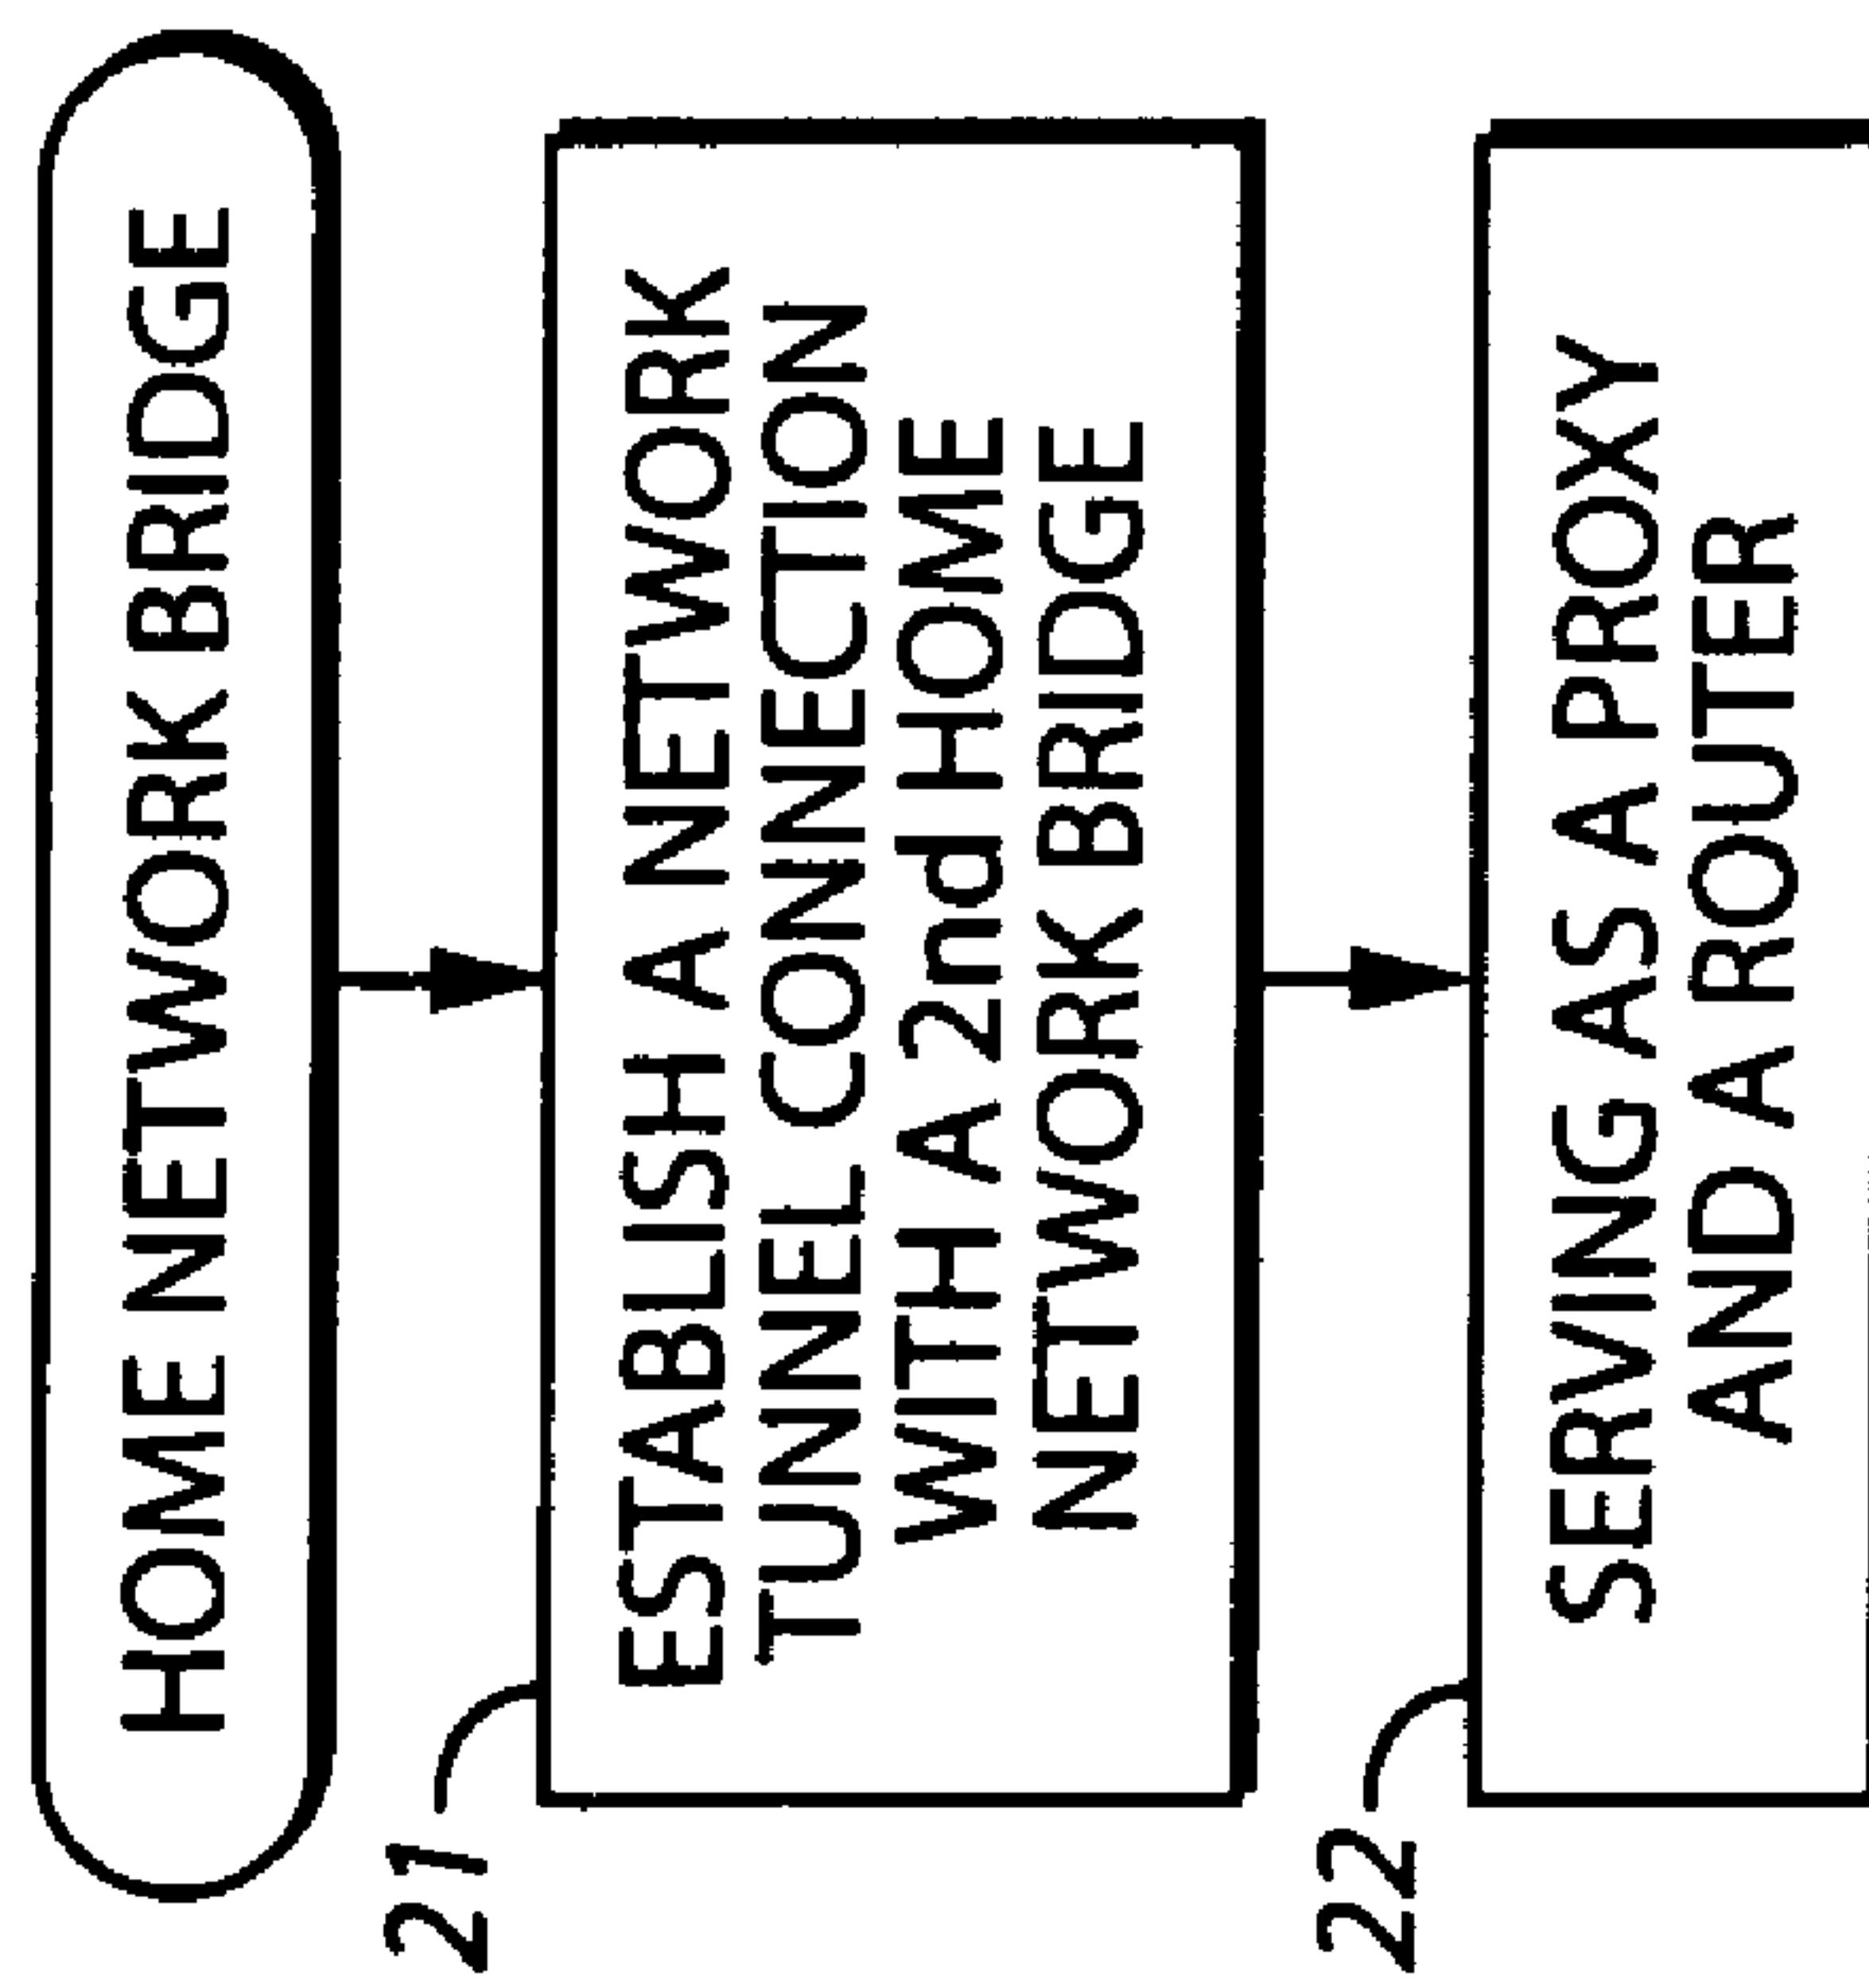 HOME NETWORK BRIDGE
21
ESTABLISH A NETWORK
TUNNEL CONNECTION
WITH A 2nd HOME
NETWORK BRIDGE
22
SERVING AS A PROXY
AND A ROUTER